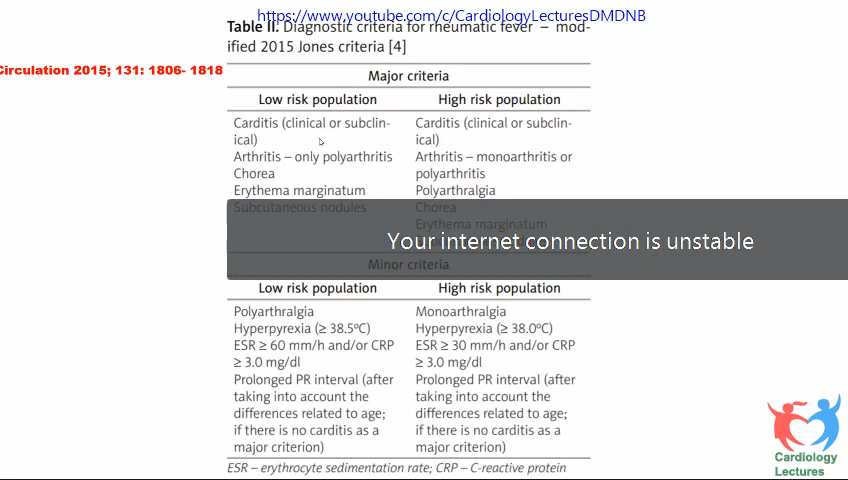 https://www.youtube.com/c/CardiologyLecturesDMDNB
Table II. Diagnostic criteria for rheumatic fever – mod-
ified 2015 Jones criteria [4]
Circulation 2015; 131: 1806- 1818
Major criteria
Low risk population
Carditis (clinical or subclin-
ical)
Arthritis – only polyarthritis
Chorea
Erythema marginatum
Subcutaneous nodules
High risk population
Carditis (clinical or subclin-
ical)
Arthritis – monoarthritis or
polyarthritis
Polyarthralgia
Chorea
Erythema marginatum
Your internet connection is unstable
Minor criteria
Low risk population
Polyarthralgia
Hyperpyrexia (≥ 38.5ºC)
ESR ≥ 60 mm/h and/or CRP
≥ 3.0 mg/dl
Prolonged PR interval (after
taking into account the
differences related to age;
if there is no carditis as a
major criterion)
High risk population
Monoarthralgia
Hyperpyrexia (≥ 38.0ºC)
ESR ≥ 30 mm/h and/or CRP
≥ 3.0 mg/dl
Prolonged PR interval (after
taking into account the
differences related to age;
if there is no carditis as a
major criterion)
ESR – erythrocyte sedimentation rate; CRP – C-reactive protein
Cardiology
Lectures